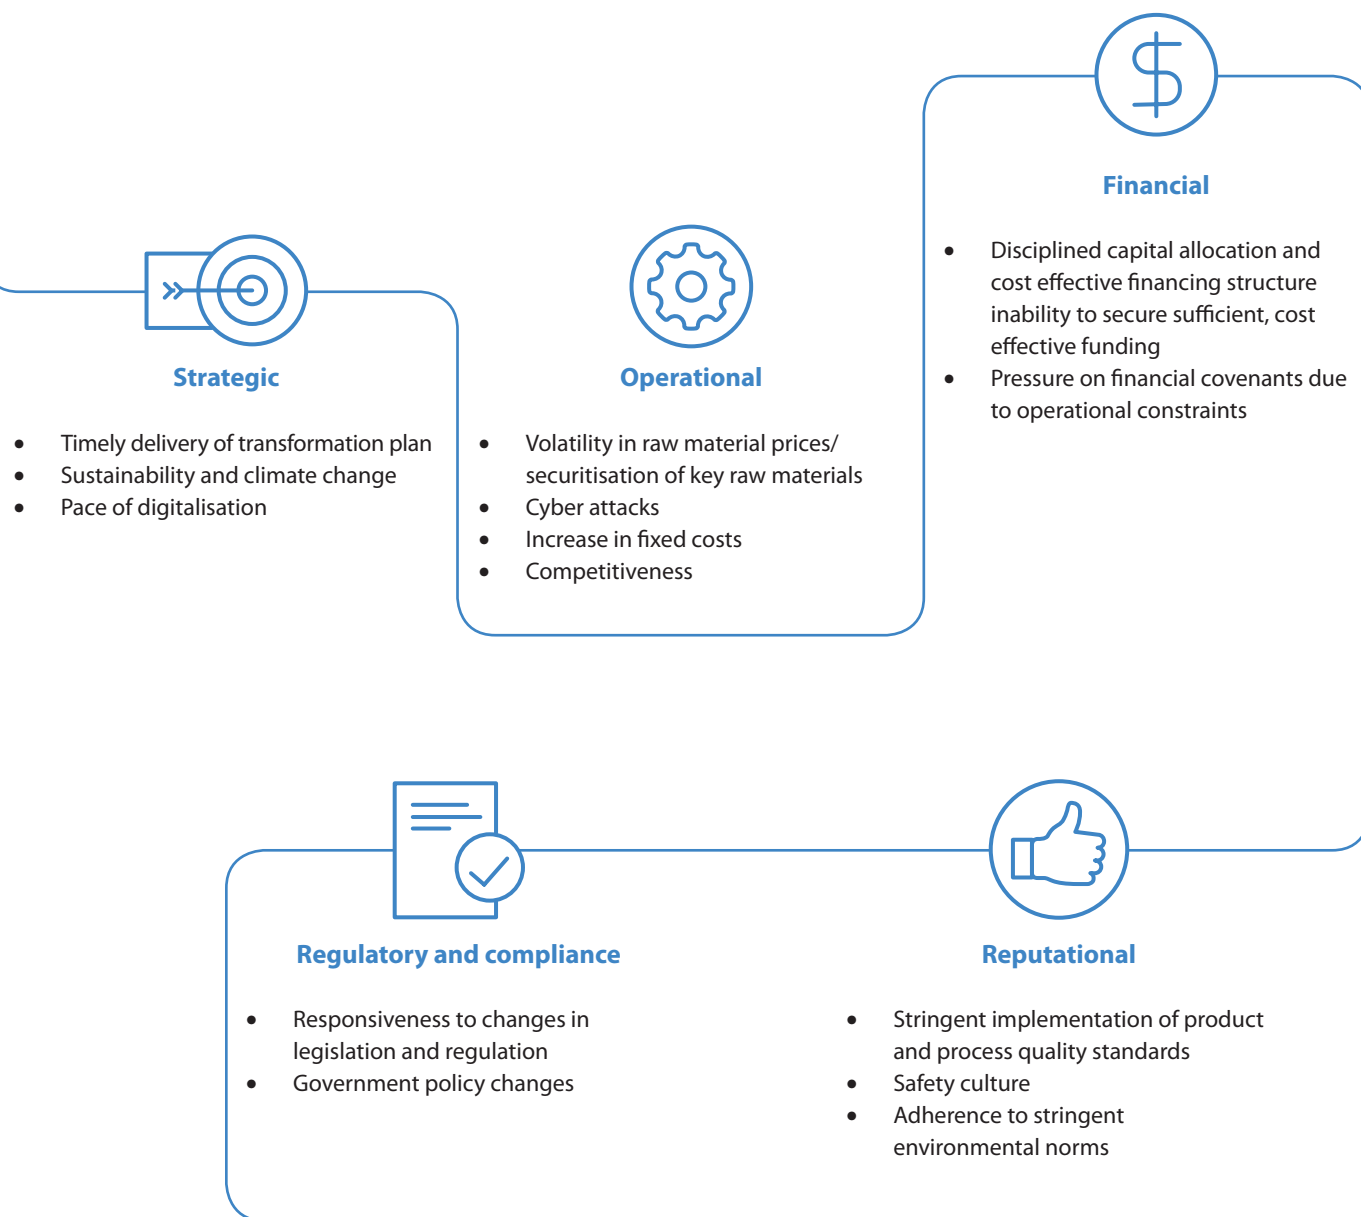 Strategic
• Timely delivery of transformation plan
• Sustainability and climate change
• Pace of digitalisation
Operational
• Volatility in raw material prices/
securitisation of key raw materials
• Cyber attacks
• Increase in fixed costs
• Competitiveness
Financial
• Disciplined capital allocation and
cost effective financing structure
inability to secure sufficient, cost
effective funding
• Pressure on financial covenants due
to operational constraints
Regulatory and compliance
• Responsiveness to changes in
legislation and regulation
• Government policy changes
Reputational
• Stringent implementation of product
and process quality standards
• Safety culture
• Adherence to stringent
environmental norms